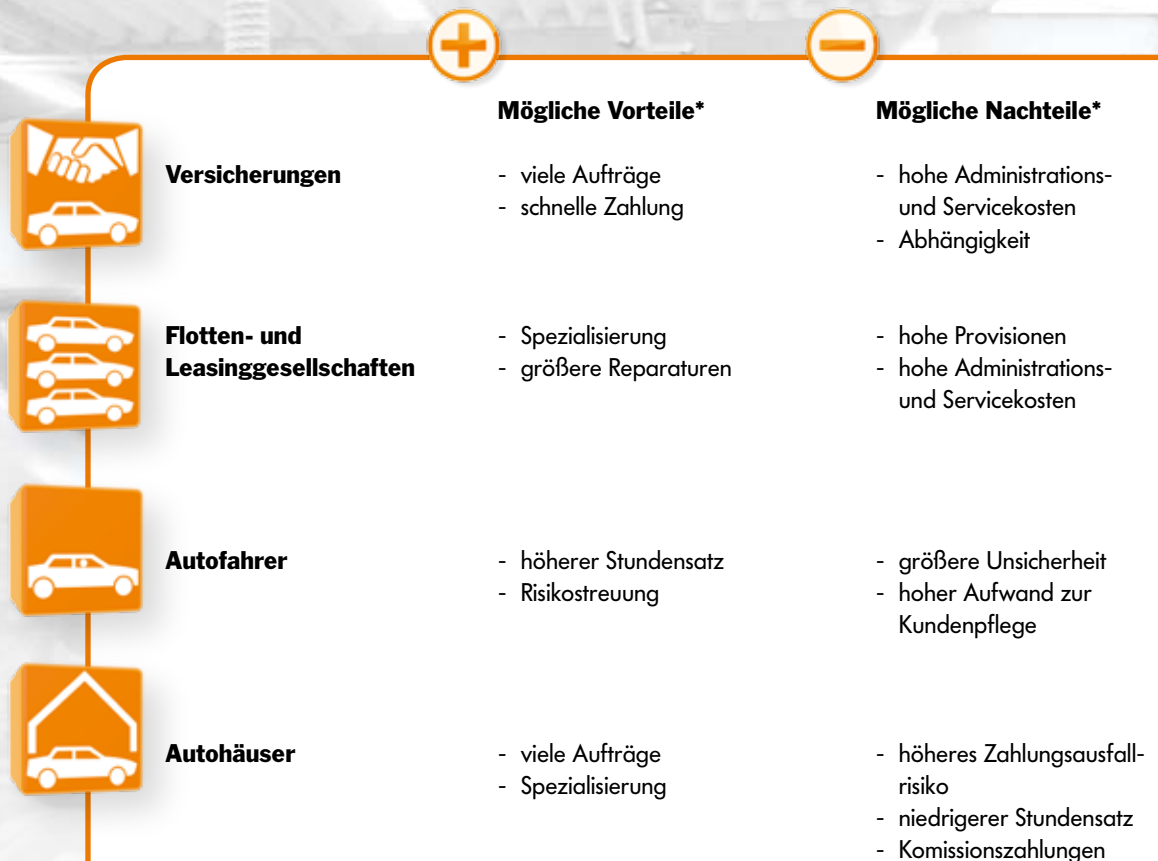 Mögliche Vorteile*
Mögliche Nachteile*
Versicherungen
- viele Aufträge
- schnelle Zahlung
- hohe Administrations-
und Servicekosten
- Abhängigkeit
Flotten- und
Leasinggesellschaften
- Spezialisierung
- größere Reparaturen
- hohe Provisionen
- hohe Administrations-
und Servicekosten
Autofahrer
- höherer Stundensatz
- Risikostreuung
- größere Unsicherheit
- hoher Aufwand zur
Kundenpflege
Autohäuser
- viele Aufträge
- Spezialisierung
- höheres Zahlungsausfall-
risiko
- niedrigerer Stundensatz
- Komissionszahlungen